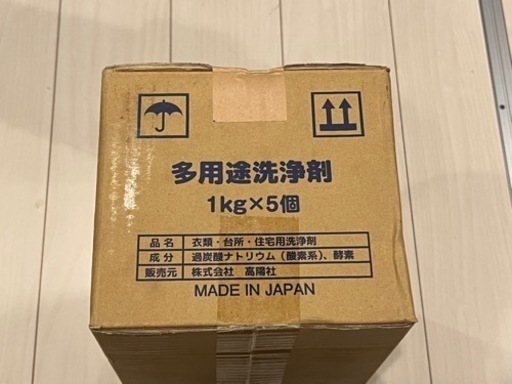 多用途洗浄剤
1kg×5個
品名 衣類・台所・住宅用洗浄剤
成分 過炭酸ナトリウム（酸素系）、酵素
販売元 株式会社 高陽社
MADE IN JAPAN